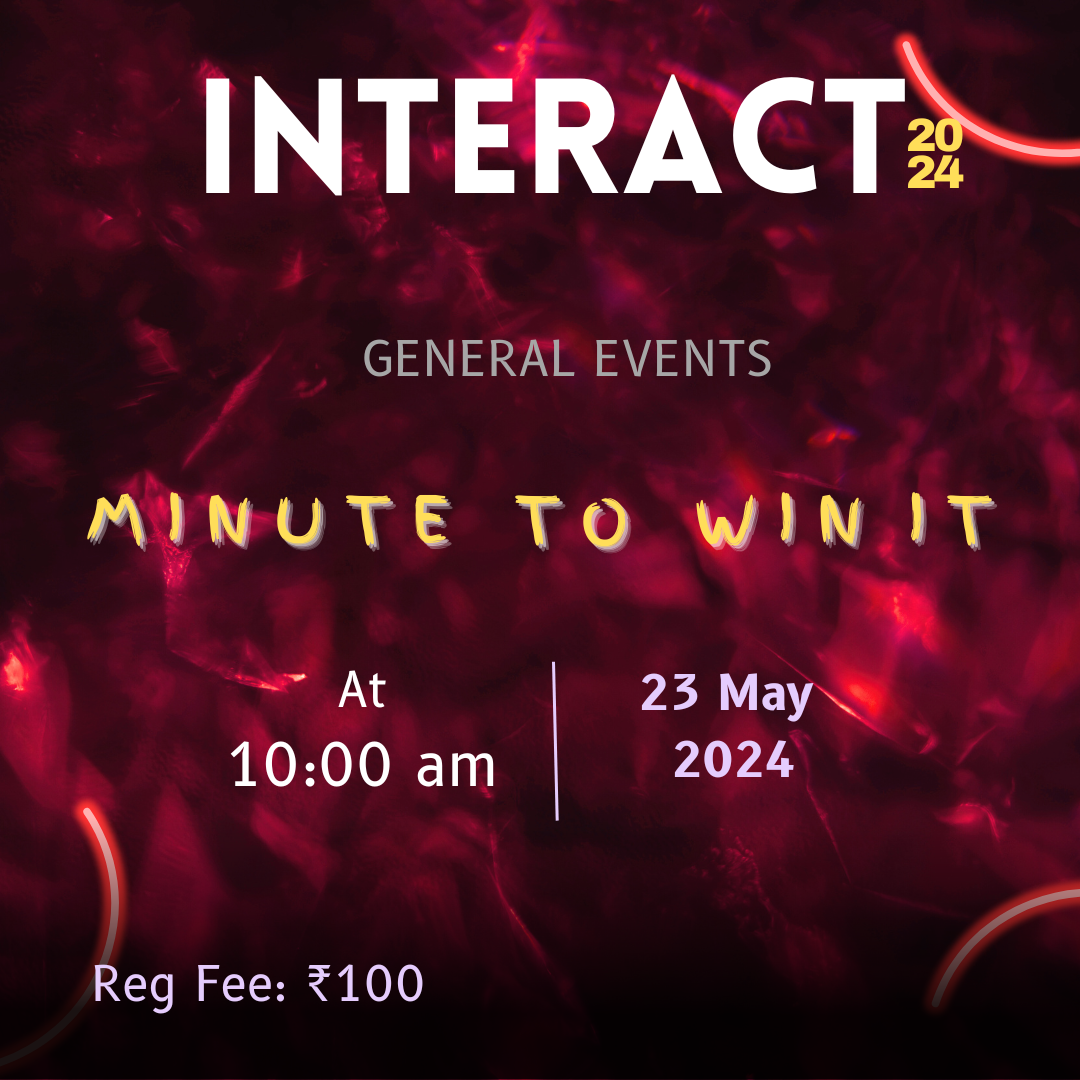 INTERACT
20
24
GENERAL EVENTS
MINUTE TO WIN IT
At
10:00 am
23 May
2024
Reg Fee: ₹100